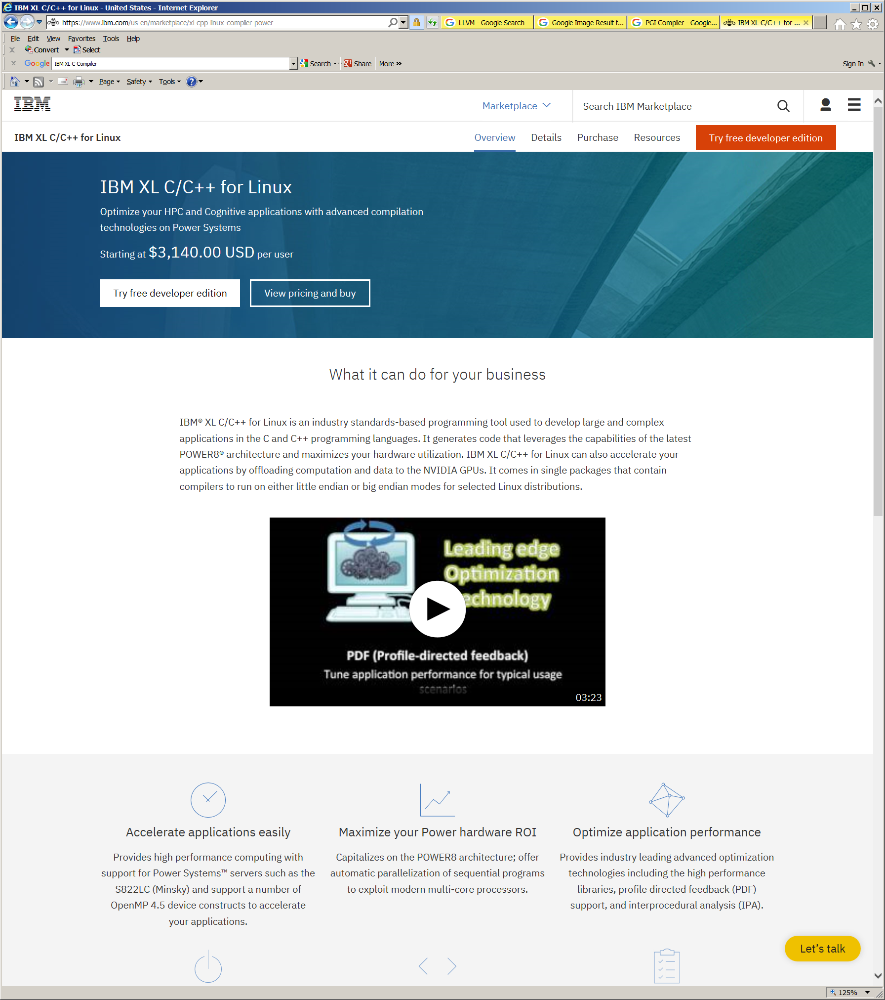 IBM XL C/C++ for Linux - United States - Internet Explorer
https://www.ibm.com/us-en/marketplace/xl-cpp-linux-compiler-power
LLVM - Google Search
Google Image Result f...
PGI Compiler - Google...
IBM XL C/C++ for ...
File Edit View Favorites Tools Help
Convert Select
Google IBM XL C Compiler Search Share More » Sign In
Page Safety Tools
IBM Marketplace Search IBM Marketplace
IBM XL C/C++ for Linux Overview Details Purchase Resources Try free developer edition
IBM XL C/C++ for Linux
Optimize your HPC and Cognitive applications with advanced compilation
technologies on Power Systems
Starting at $3,140.00 USD per user
Try free developer edition View pricing and buy
What it can do for your business
IBM® XL C/C++ for Linux is an industry standards-based programming tool used to develop large and complex
applications in the C and C++ programming languages. It generates code that leverages the capabilities of the latest
POWER8® architecture and maximizes your hardware utilization. IBM XL C/C++ for Linux can also accelerate your
applications by offloading computation and data to the NVIDIA GPUs. It comes in single packages that contain
compilers to run on either little endian or big endian modes for selected Linux distributions.
Leading edge
Optimization
echnology
PDF (Profile-directed feedback)
Tune application performance for typical usage
scenarios
03:23
Accelerate applications easily
Provides high performance computing with
support for Power Systems™ servers such as the
S822LC (Minsky) and support a number of
OpenMP 4.5 device constructs to accelerate
your applications.
Maximize your Power hardware ROI
Capitalizes on the POWER8 architecture; offer
automatic parallelization of sequential programs
to exploit modern multi-core processors.
Optimize application performance
Provides industry leading advanced optimization
technologies including the high performance
libraries, profile directed feedback (PDF)
support, and interprocedural analysis (IPA).
Let's talk
125%